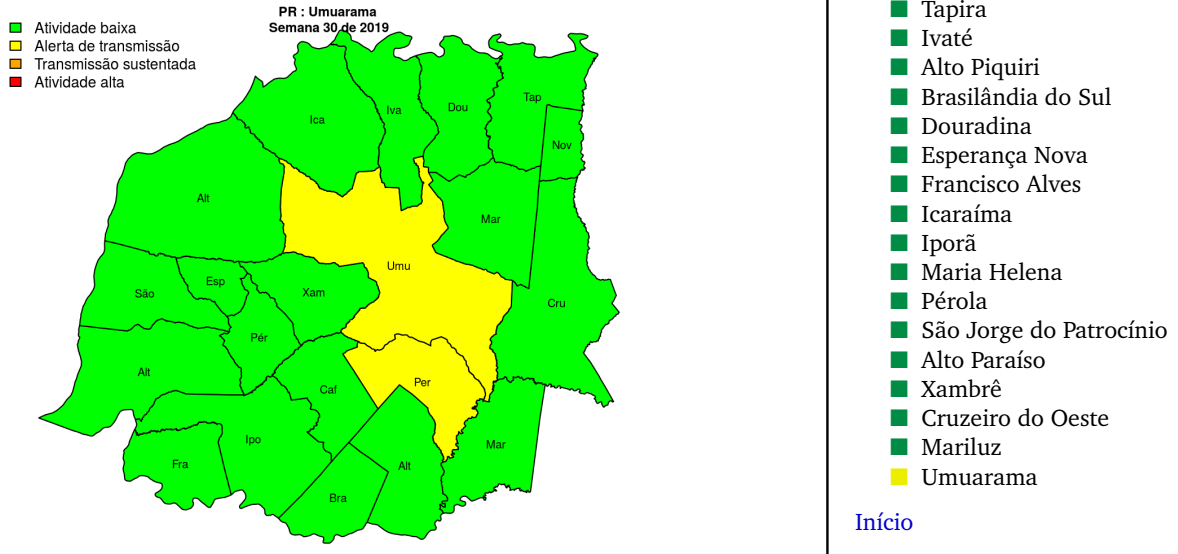 PR : Umuarama
Semana 30 de 2019
Atividade baixa
Alerta de transmissão
Transmissão sustentada
Atividade alta
Ica
Iva
Dou
Tap
Nov
Alt
Mar
Umu
Esp
São
Xam
Cru
Pér
Alt
Caf
Per
Ipo
Mar
Fra
Alt
Bra
Tapira
Ivaté
Alto Piquiri
Brasilândia do Sul
Douradina
Esperança Nova
Francisco Alves
Icaraíma
Iporã
Maria Helena
Pérola
São Jorge do Patrocínio
Alto Paraíso
Xambrê
Cruzeiro do Oeste
Mariluz
Umuarama
Início